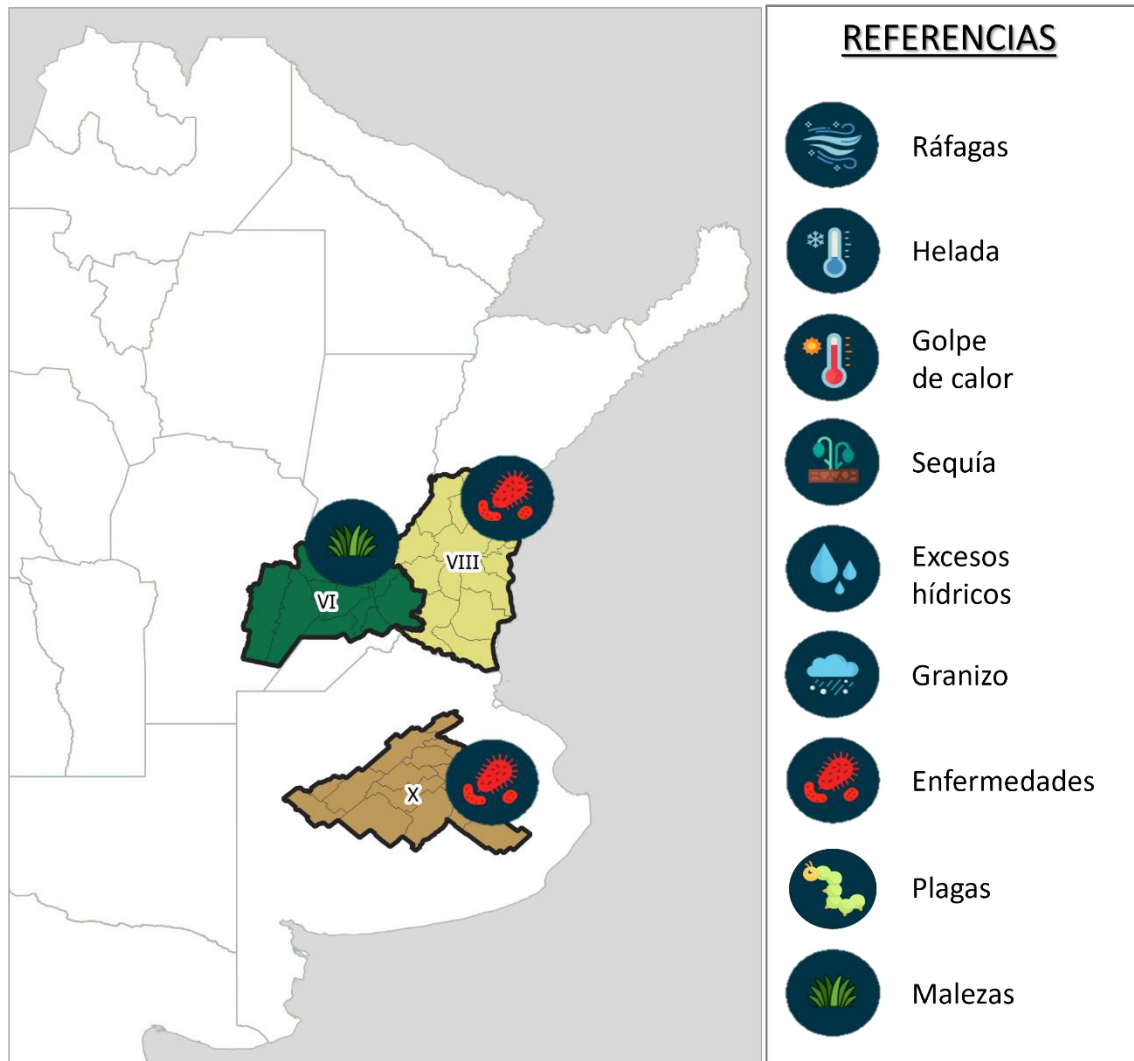 REFERENCIAS
Ráfagas
Helada
Golpe
de calor
Sequía
Excesos
hídricos
Granizo
Enfermedades
Plagas
Malezas
VIII
VI
X